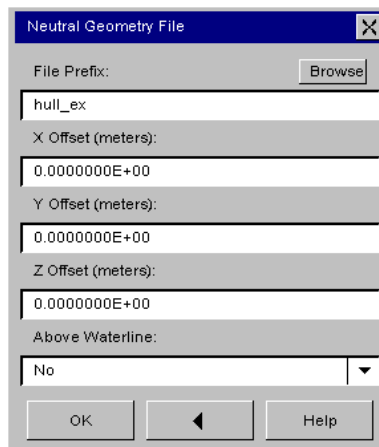 Neutral Geometry File
File Prefix: Browse
hull_ex
X Offset (meters):
0.0000000E+00
Y Offset (meters):
0.0000000E+00
Z Offset (meters):
0.0000000E+00
Above Waterline:
No
OK Help